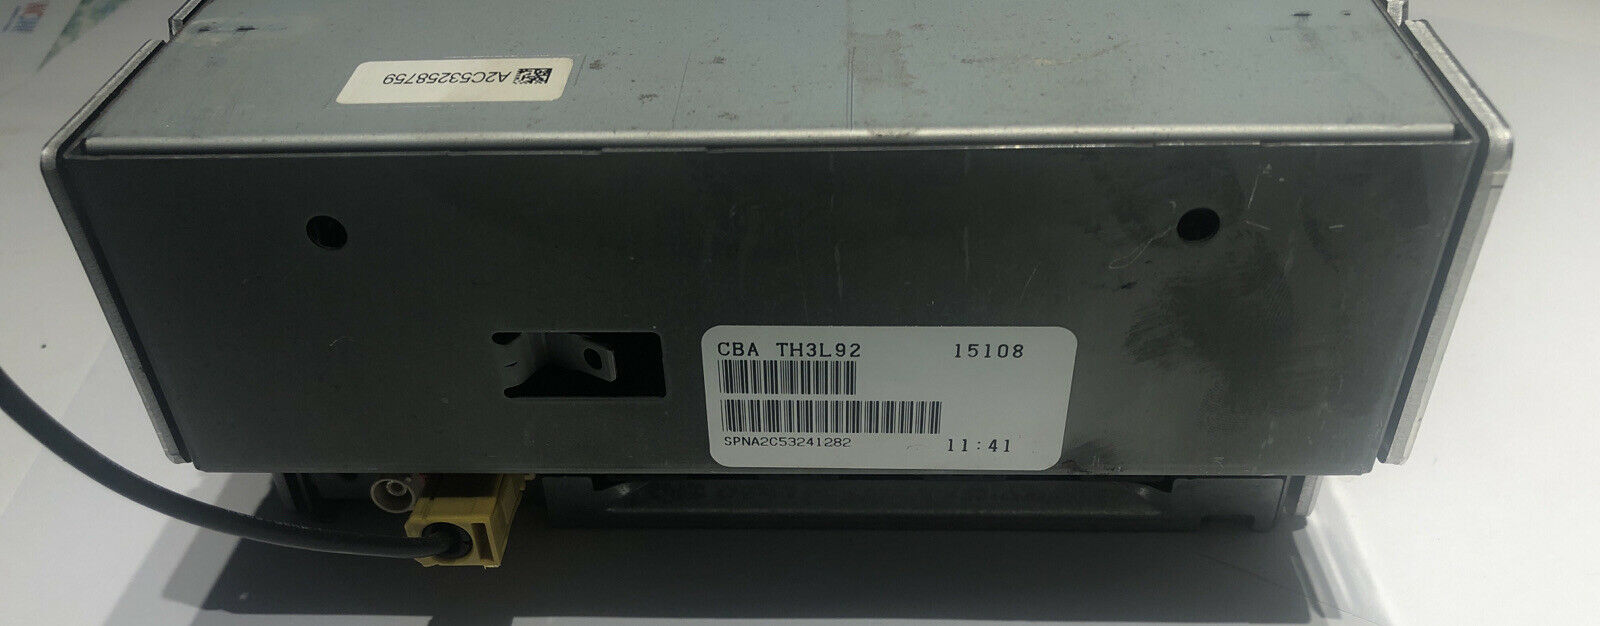 A2C53258759
CBA TH3L92 15108
SPNA2C53241282
11:41